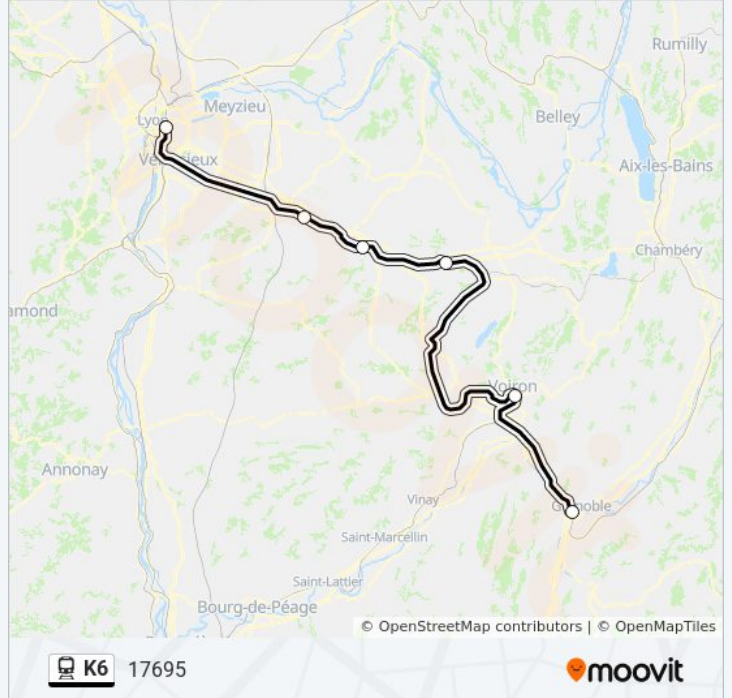 Rumilly
Meyzieu
Lyon
Belley
Vénissieux
Aix-les-Bains
Chambéry
amond
Voiron
Annonay
Vinay
Grenoble
Saint-Marcellin
Saint-Lattier
Bourg-de-Péage
© OpenStreetMap contributors | © OpenMapTiles
K6 17695
moovit